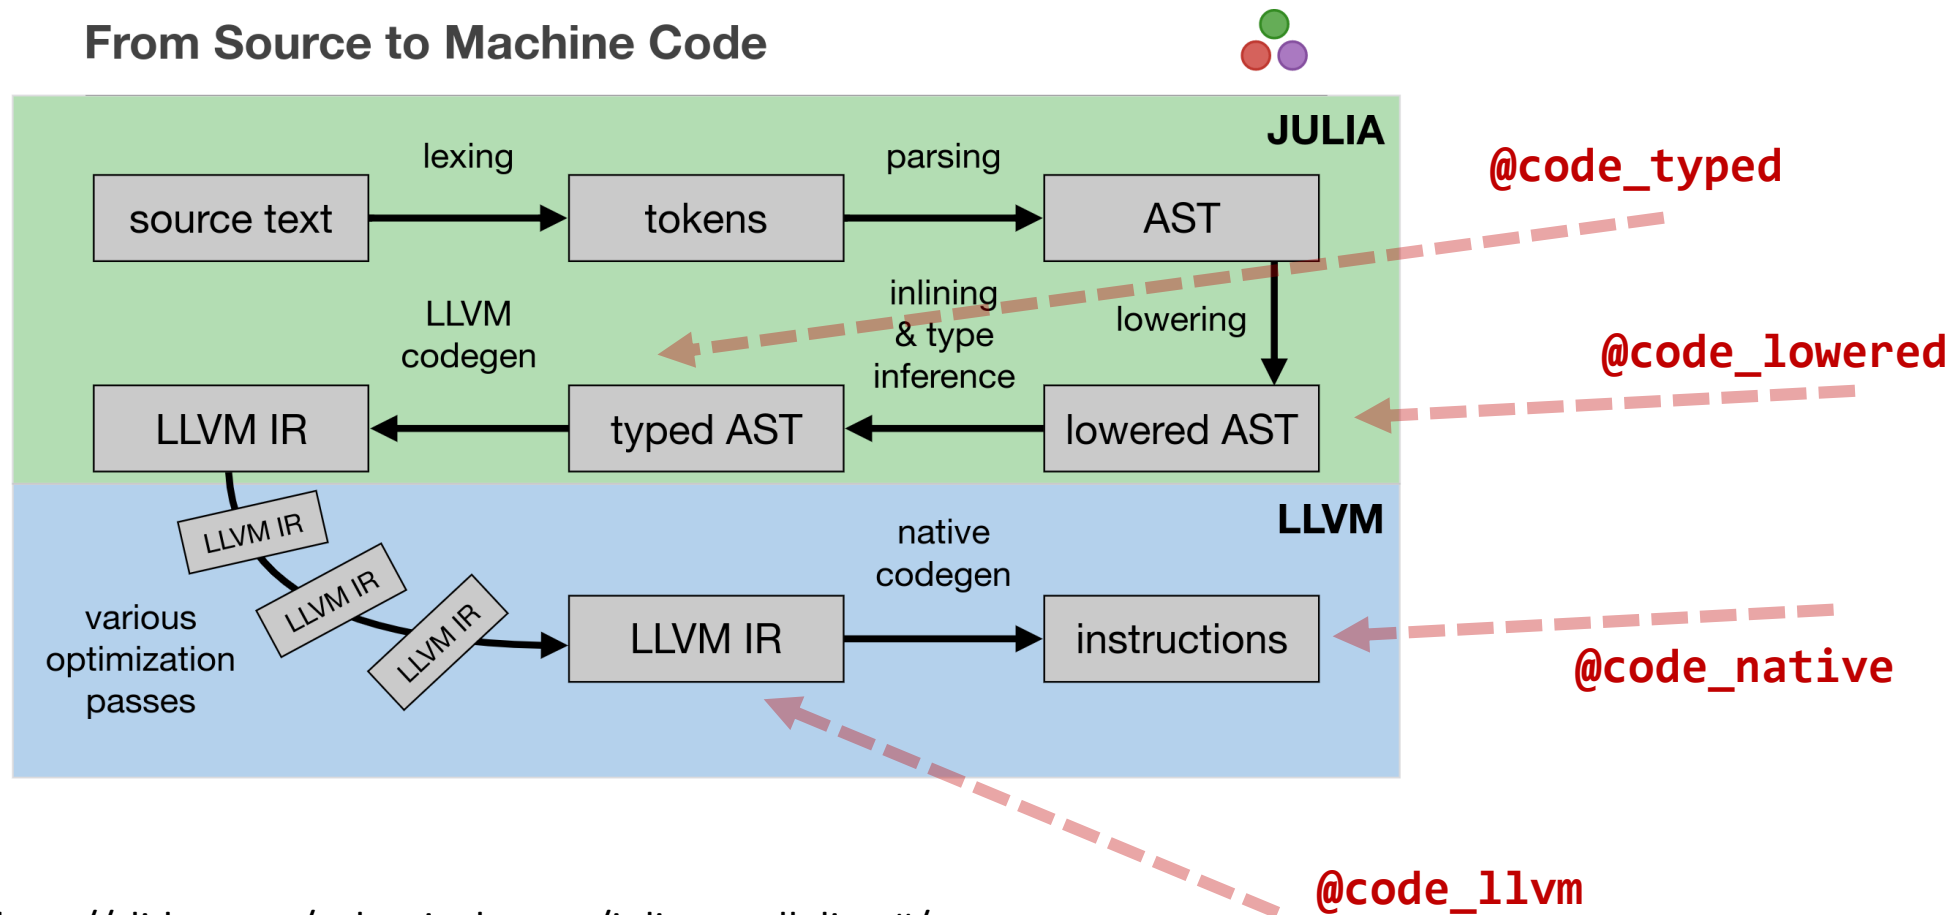 From Source to Machine Code
JULIA
lexing
parsing
@code_typed
source text
tokens
AST
LLVM
codegen
inlining
& type
inference
lowering
@code_lowered
LLVM IR
typed AST
lowered AST
LLVM
LLVM IR
LLVM IR
LLVM IR
native
codegen
various
optimization
passes
LLVM IR
instructions
@code_native
@code_llvm